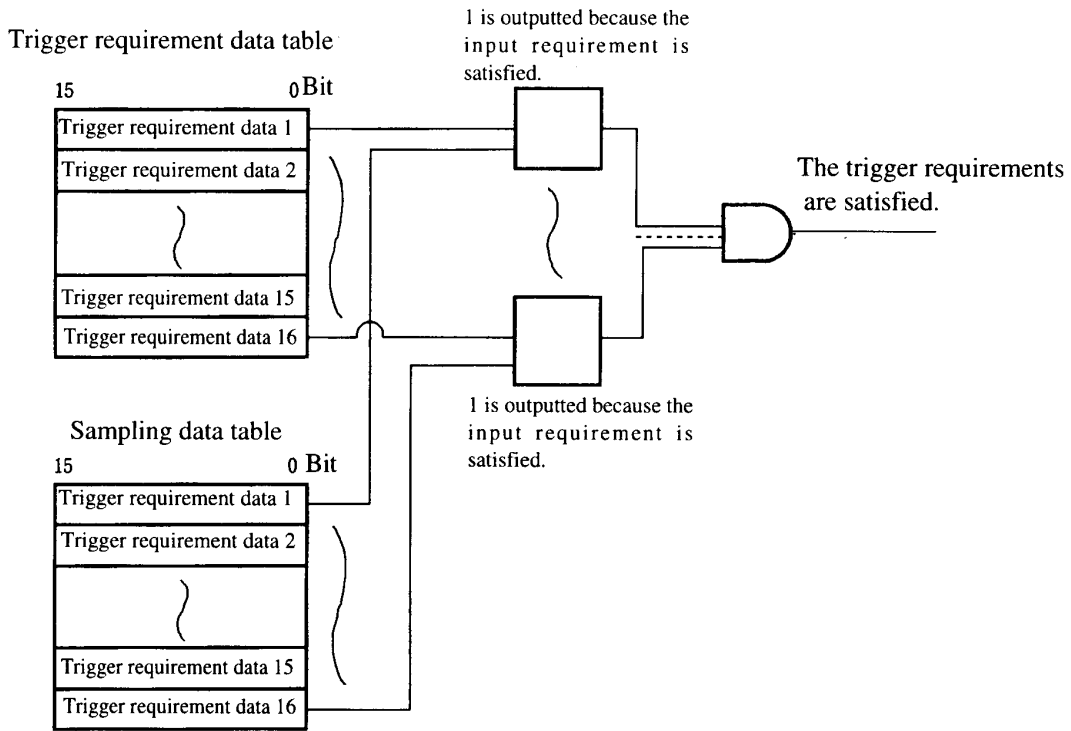 Trigger requirement data table
15 0 Bit
Trigger requirement data 1
Trigger requirement data 2
Trigger requirement data 15
Trigger requirement data 16
1 is outputted because the
input requirement is
satisfied.
The trigger requirements
are satisfied.
1 is outputted because the
input requirement is
satisfied.
Sampling data table
15 0 Bit
Trigger requirement data 1
Trigger requirement data 2
Trigger requirement data 15
Trigger requirement data 16